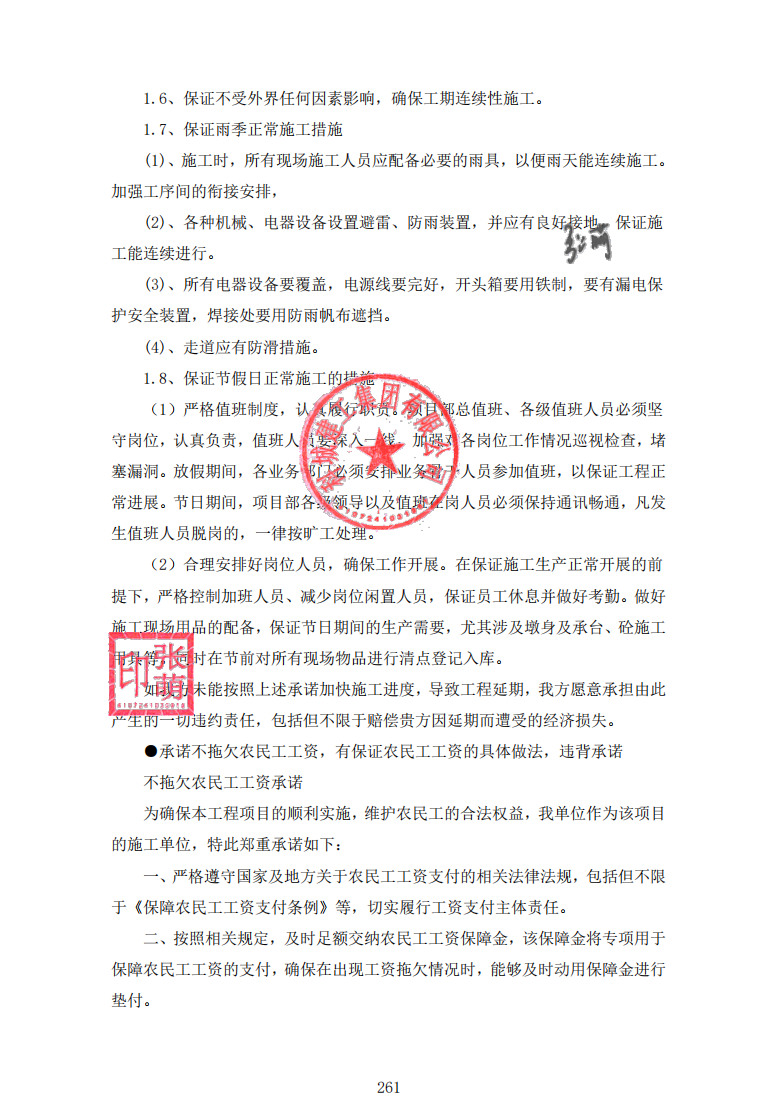 1.6、保证不受外界任何因素影响，确保工期连续性施工。
1.7、保证雨季正常施工措施
(1)、施工时，所有现场施工人员应配备必要的雨具，以便雨天能连续施工。
加强工序间的衔接安排，
(2)、各种机械、电器设备设置避雷、防雨装置，并应有良好接地，保证施
工能连续进行。
(3)、所有电器设备要覆盖，电源线要完好，开头箱要用铁制，要有漏电保
护安全装置，焊接处要用防雨帆布遮挡。
(4)、走道应有防滑措施。
1.8、保证节假日正常施工的措施
（1）严格值班制度，认真履行职责。项目部总值班、各级值班人员必须坚
守岗位，认真负责，值班人员要深入一线，加强对各岗位工作情况巡视检查，堵
塞漏洞。放假期间，各业务部门必须安排业务骨干人员参加值班，以保证工程正
常进展。节日期间，项目部各级领导以及值班在岗人员必须保持通讯畅通，凡发
生值班人员脱岗的，一律按旷工处理。
（2）合理安排好岗位人员，确保工作开展。在保证施工生产正常开展的前
提下，严格控制加班人员、减少岗位闲置人员，保证员工休息并做好考勤。做好
施工现场用品的配备，保证节日期间的生产需要，尤其涉及墩身及承台、砼施工
用具等。同时在节前对所有现场物品进行清点登记入库。
如我方未能按照上述承诺加快施工进度，导致工程延期，我方愿意承担由此
产生的一切违约责任，包括但不限于赔偿贵方因延期而遭受的经济损失。
●承诺不拖欠农民工工资，有保证农民工工资的具体做法，违背承诺
不拖欠农民工工资承诺
为确保本工程项目的顺利实施，维护农民工的合法权益，我单位作为该项目
的施工单位，特此郑重承诺如下：
一、严格遵守国家及地方关于农民工工资支付的相关法律法规，包括但不限
于《保障农民工工资支付条例》等，切实履行工资支付主体责任。
二、按照相关规定，及时足额交纳农民工工资保障金，该保障金将专项用于
保障农民工工资的支付，确保在出现工资拖欠情况时，能够及时动用保障金进行
垫付。
城建工集团有限公司
张萌
印
261